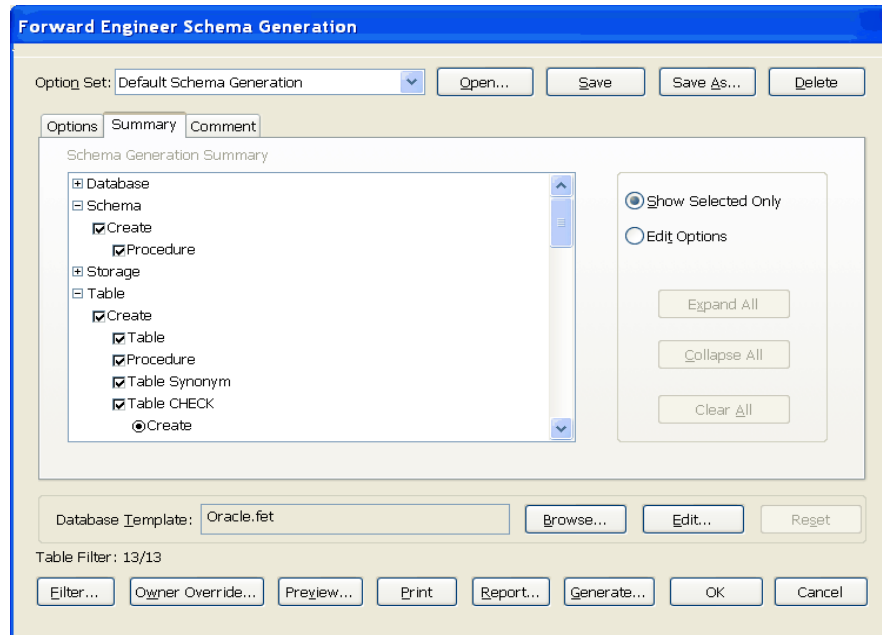 Forward Engineer Schema Generation
Option Set: Default Schema Generation Open... Save Save As... Delete
Options Summary Comment
Schema Generation Summary
Database
Schema
Create
Procedure
Storage
Table
Create
Table
Procedure
Table Synonym
Table CHECK
Create
Show Selected Only
Edit Options
Expand All
Collapse All
Clear All
Database Template: Oracle.fet Browse... Edit... Reset
Table Filter: 13/13
Filter... Owner Override... Preview... Print Report... Generate... OK Cancel